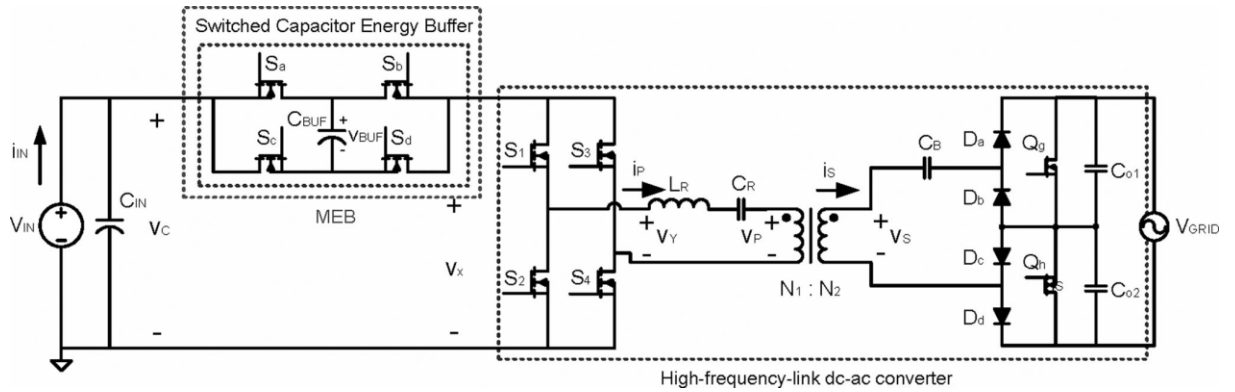 Switched Capacitor Energy Buffer
Sa
Sb
CBUF
+
VBUF
-
Sc
Sd
MEB
iIN
VIN
+
-
CIN
+
VC
-
+
Vx
-
S1
S3
S2
S4
iP
LR
CR
+
VY
-
+
VP
-
N1 : N2
iS
+
VS
-
CB
Da
Db
Dc
Dd
Qg
Qh
S
Co1
Co2
VGRID
High-frequency-link dc-ac converter